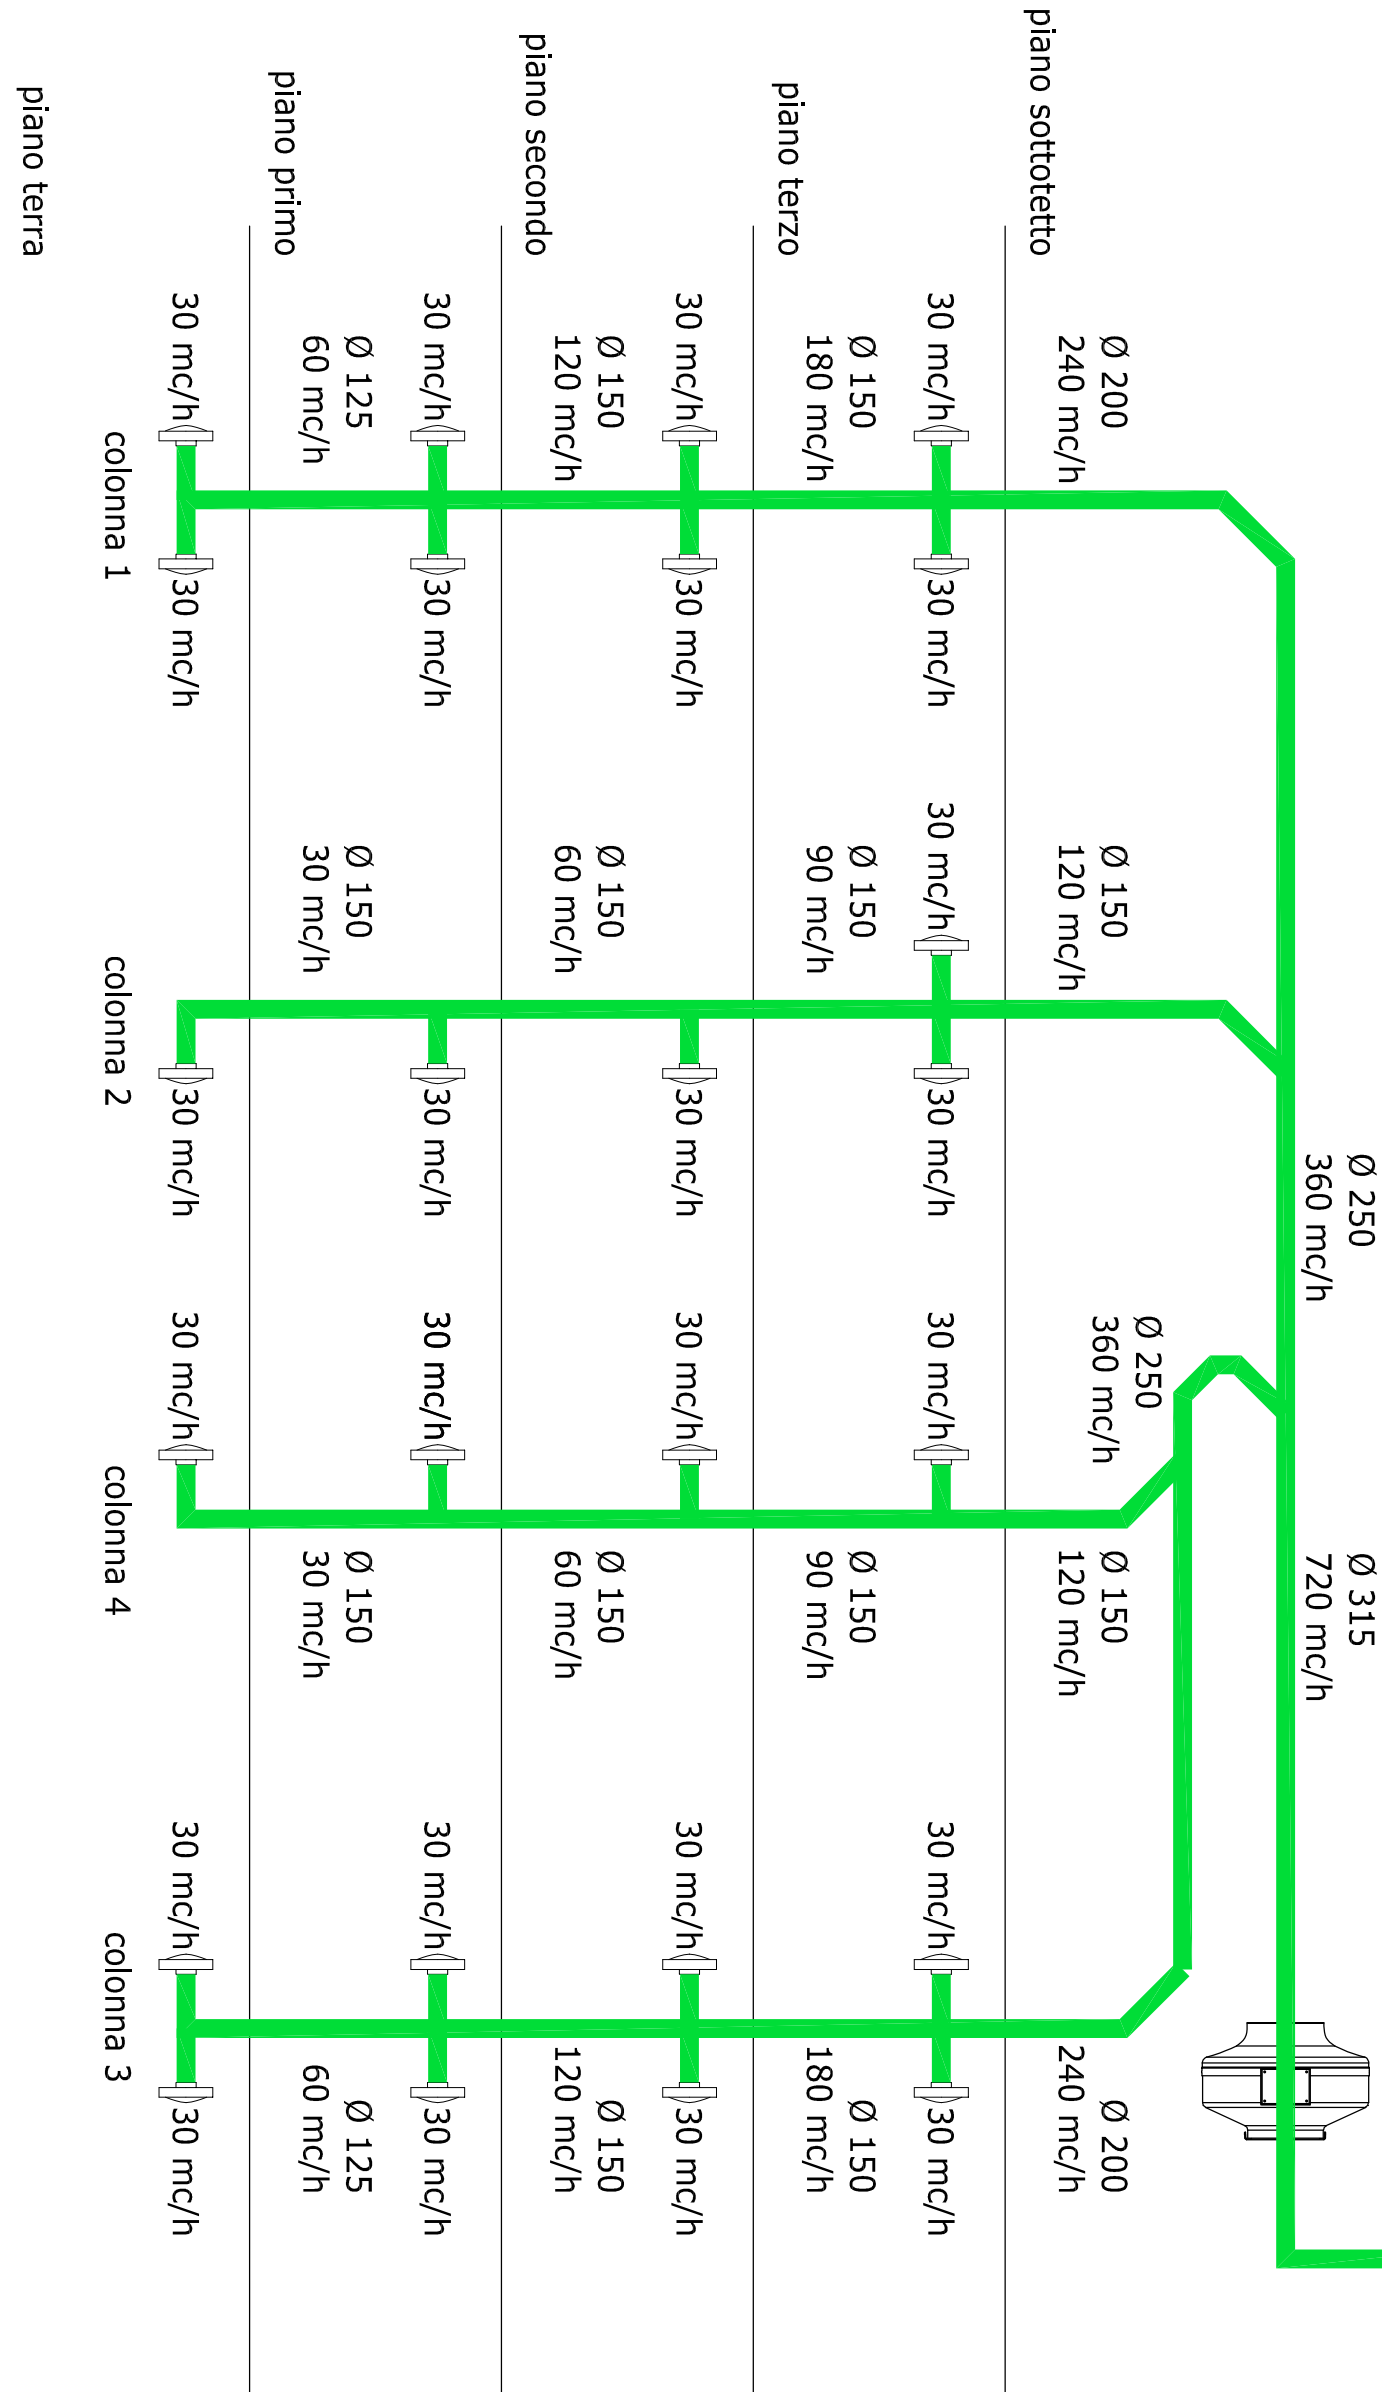 Ø 250
360 mc/h
Ø 315
720 mc/h
Ø 250
360 mc/h
Ø 200
240 mc/h
Ø 150
120 mc/h
Ø 150
120 mc/h
Ø 200
240 mc/h
piano sottotetto
30 mc/h
30 mc/h
30 mc/h
30 mc/h
30 mc/h
30 mc/h
30 mc/h
Ø 150
180 mc/h
Ø 150
90 mc/h
Ø 150
90 mc/h
Ø 150
180 mc/h
piano terzo
30 mc/h
30 mc/h
30 mc/h
30 mc/h
30 mc/h
30 mc/h
Ø 150
120 mc/h
Ø 150
60 mc/h
Ø 150
60 mc/h
Ø 150
120 mc/h
piano secondo
30 mc/h
30 mc/h
30 mc/h
30 mc/h
30 mc/h
30 mc/h
Ø 125
60 mc/h
Ø 150
30 mc/h
Ø 150
30 mc/h
Ø 125
60 mc/h
piano primo
30 mc/h
30 mc/h
30 mc/h
30 mc/h
30 mc/h
30 mc/h
colonna 1
colonna 2
colonna 4
colonna 3
piano terra